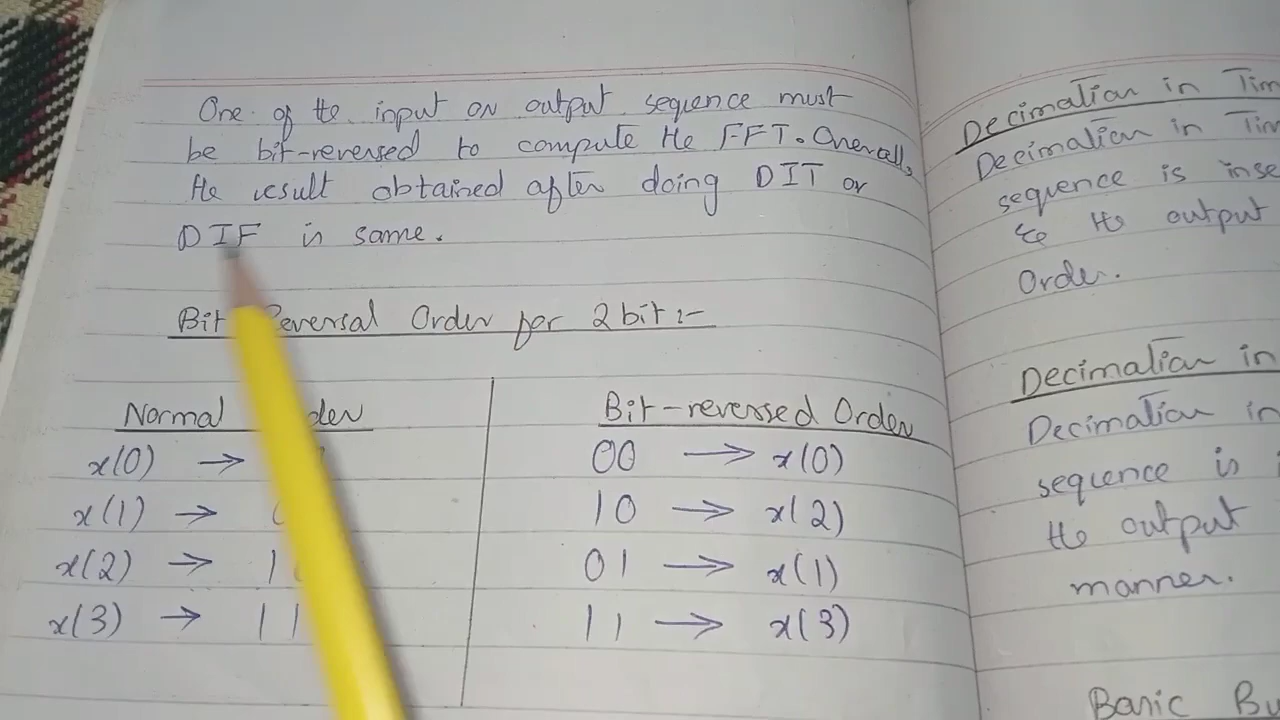 One of the input or output sequence must
be bit-reversed to compute the FFT. Overall,
the result obtained after doing DIT or
DIF is same.
Bit Reversal Order for 2 bit :-
Normal
x(0) →
x(1) →
x(2) → 1
x(3) → 11
Bit-reversed Order
00 → x(0)
10 → x(2)
01 → x(1)
11 → x(3)
Decimation in
Decimation in
sequence is
to the output
Order.
Decimation in
Decimation in
sequence is
the output
manner.
Basic